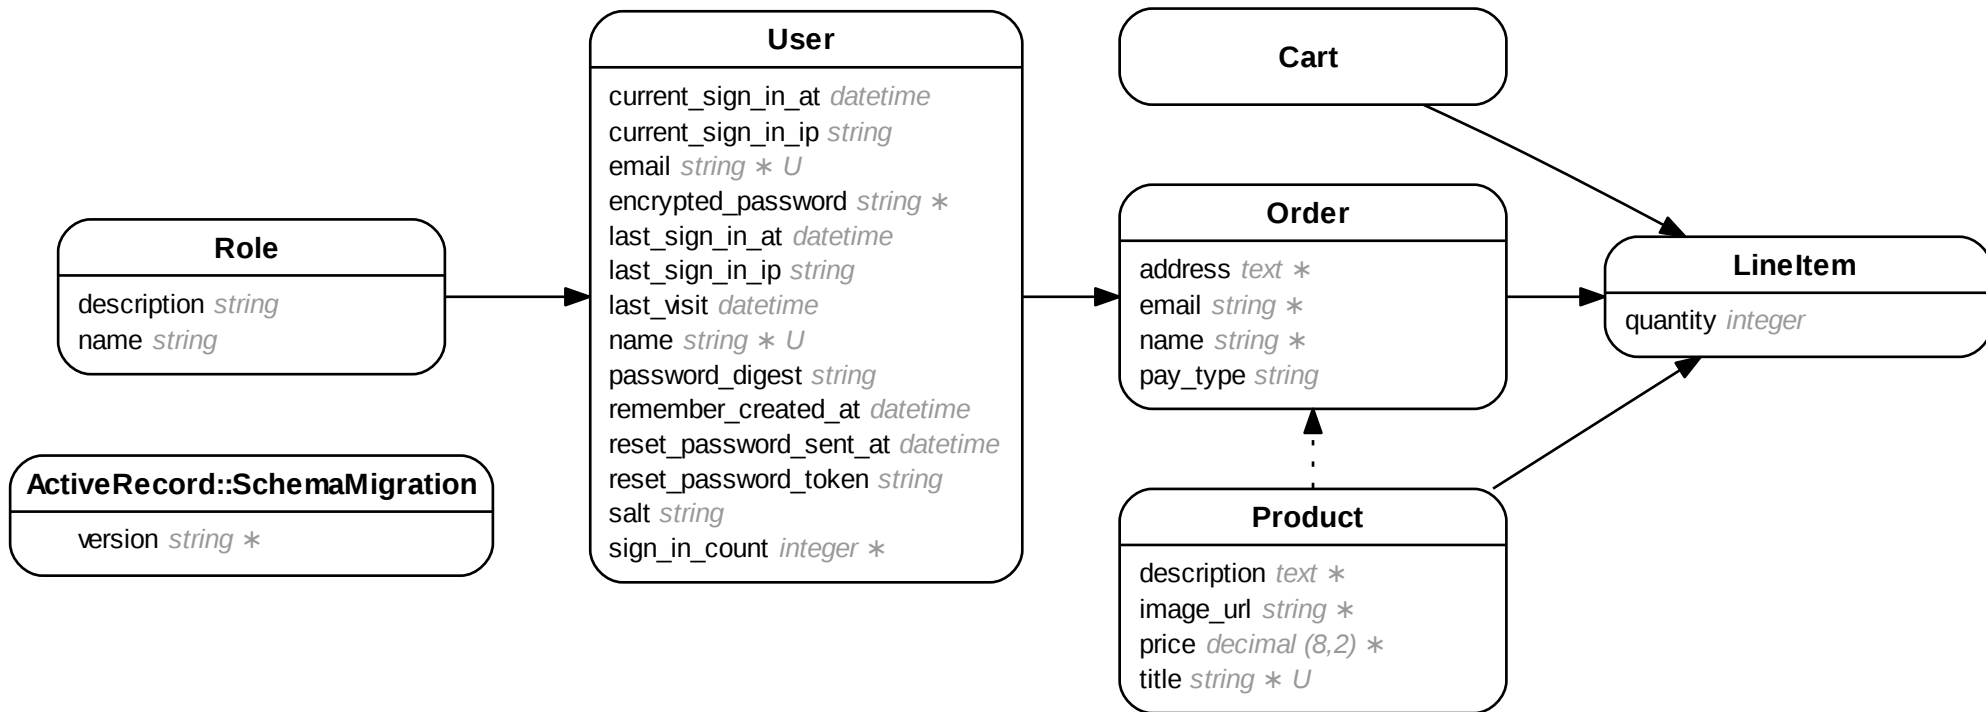 Role
description string
name string
ActiveRecord::SchemaMigration
version string ∗
User
current_sign_in_at datetime
current_sign_in_ip string
email string ∗ U
encrypted_password string ∗
last_sign_in_at datetime
last_sign_in_ip string
last_visit datetime
name string ∗ U
password_digest string
remember_created_at datetime
reset_password_sent_at datetime
reset_password_token string
salt string
sign_in_count integer ∗
Cart
Order
address text ∗
email string ∗
name string ∗
pay_type string
Product
description text ∗
image_url string ∗
price decimal (8,2) ∗
title string ∗ U
LineItem
quantity integer